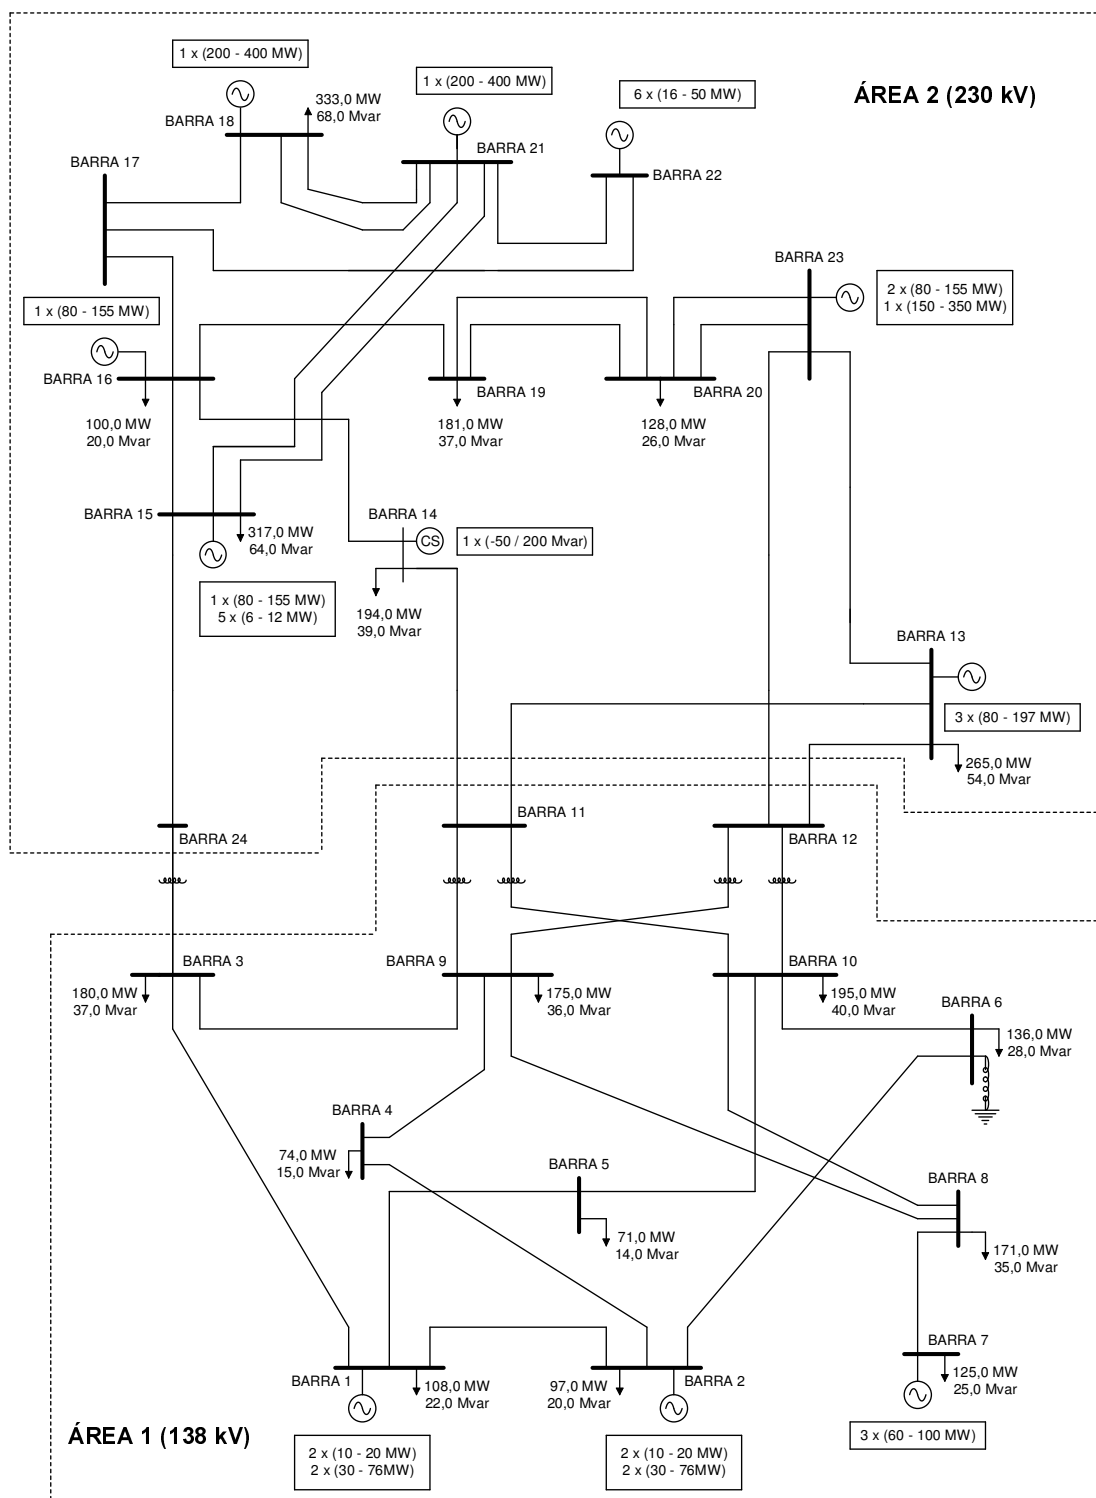 1 x (200 - 400 MW)
1 x (200 - 400 MW)
6 x (16 - 50 MW)
ÁREA 2 (230 kV)
333,0 MW
68,0 Mvar
BARRA 18
BARRA 21
BARRA 17
BARRA 22
BARRA 23
2 x (80 - 155 MW)
1 x (150 - 350 MW)
1 x (80 - 155 MW)
BARRA 16
BARRA 19
BARRA 20
100,0 MW
20,0 Mvar
181,0 MW
37,0 Mvar
128,0 MW
26,0 Mvar
BARRA 15
BARRA 14
317,0 MW
64,0 Mvar
CS
1 x (-50 / 200 Mvar)
1 x (80 - 155 MW)
5 x (6 - 12 MW)
194,0 MW
39,0 Mvar
BARRA 13
3 x (80 - 197 MW)
265,0 MW
54,0 Mvar
BARRA 24
BARRA 11
BARRA 12
BARRA 3
BARRA 9
BARRA 10
180,0 MW
37,0 Mvar
175,0 MW
36,0 Mvar
195,0 MW
40,0 Mvar
BARRA 6
136,0 MW
28,0 Mvar
BARRA 4
74,0 MW
15,0 Mvar
BARRA 5
71,0 MW
14,0 Mvar
BARRA 8
171,0 MW
35,0 Mvar
BARRA 7
125,0 MW
25,0 Mvar
BARRA 1
108,0 MW
22,0 Mvar
97,0 MW
20,0 Mvar
BARRA 2
ÁREA 1 (138 kV)
2 x (10 - 20 MW)
2 x (30 - 76MW)
2 x (10 - 20 MW)
2 x (30 - 76MW)
3 x (60 - 100 MW)